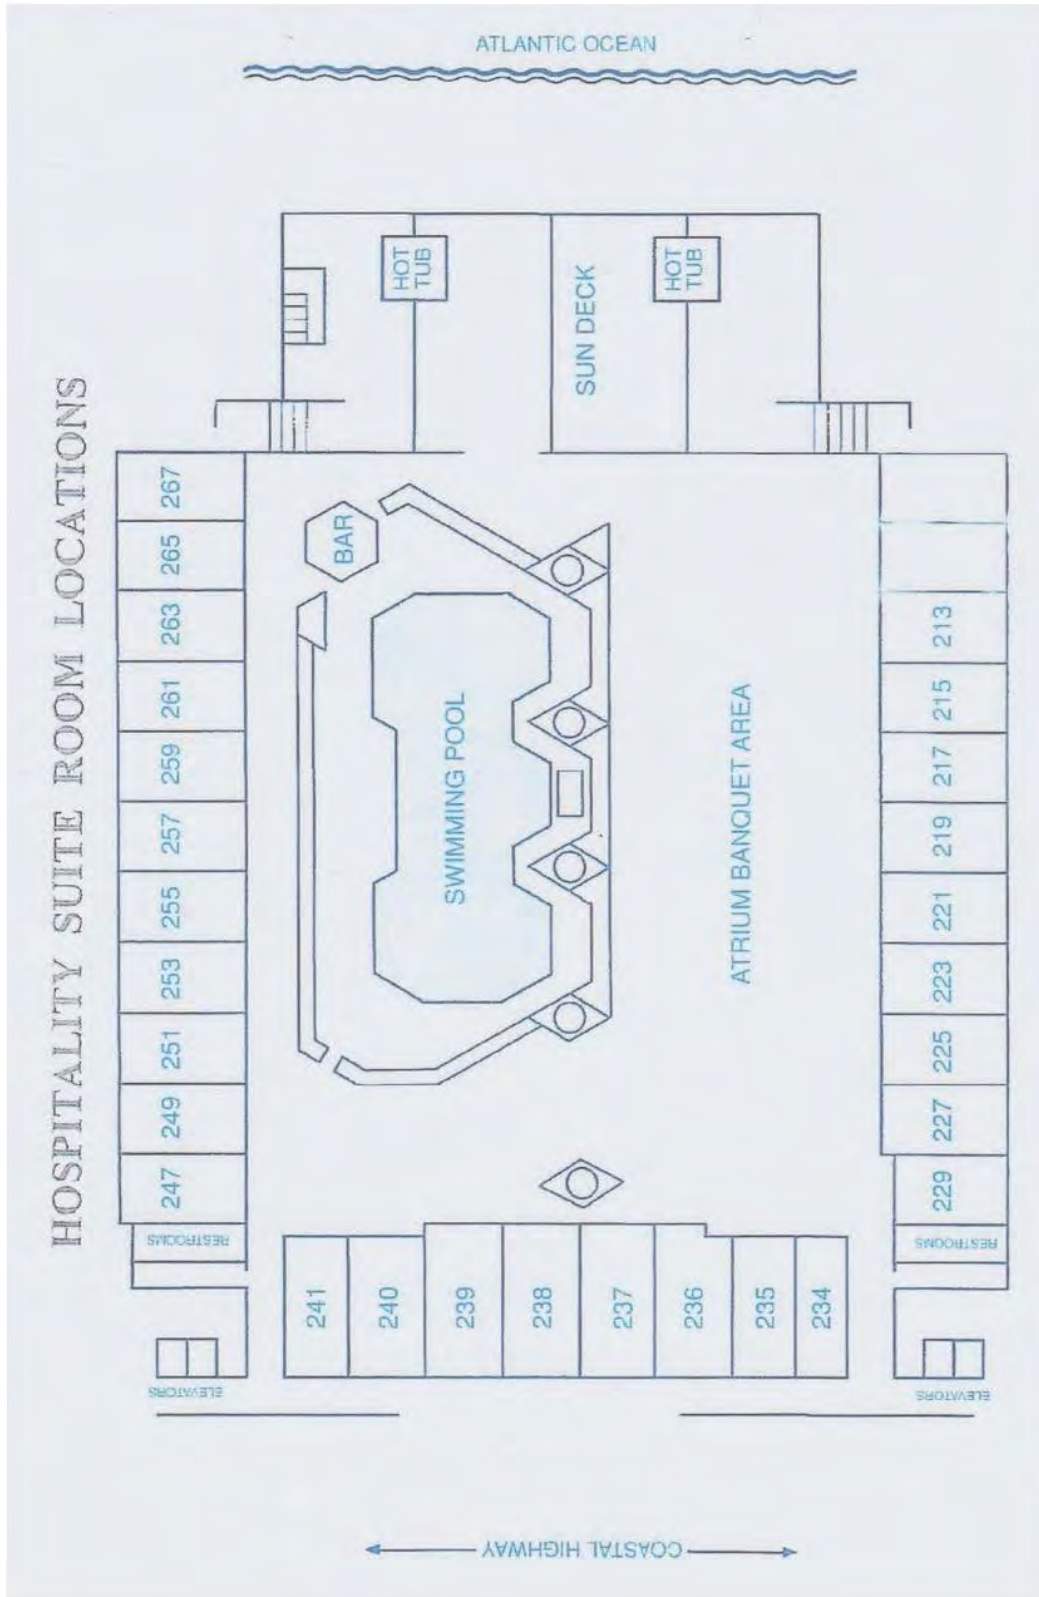 HOSPITALITY SUITE ROOM LOCATIONS
ATLANTIC OCEAN
HOT
TUB
SUN DECK
HOT
TUB
267
265
263
261
259
257
255
253
251
249
247
RESTROOMS
ELEVATORS
BAR
SWIMMING POOL
ATRIUM BANQUET AREA
213
215
217
219
221
223
225
227
229
RESTROOMS
ELEVATORS
241
240
239
238
237
236
235
234
COASTAL HIGHWAY